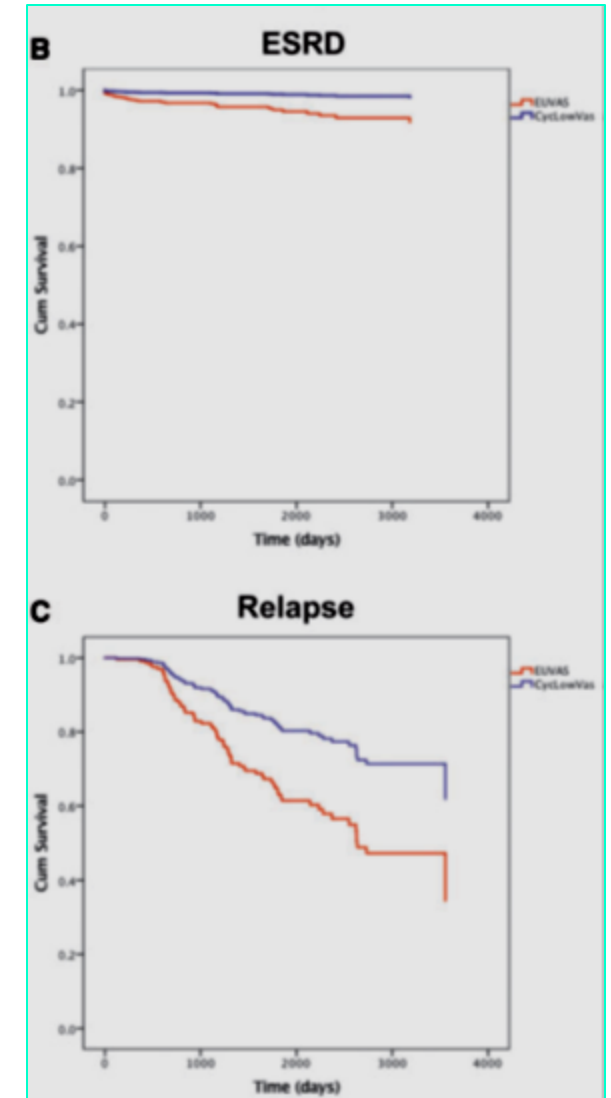 B
ESRD
1.0
0.8
0.6
0.4
0.2
0.0
Cum Survival
0
1000
2000
3000
4000
Time (days)
EUVAS
CycLowVas
C
Relapse
1.0
0.8
0.6
0.4
0.2
0.0
Cum Survival
0
1000
2000
3000
4000
Time (days)
EUVAS
CycLowVas